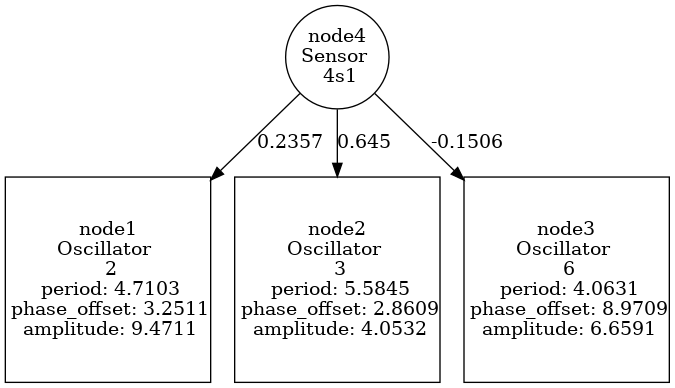 node4
Sensor
4s1
0.2357
0.645
-0.1506
node1
Oscillator
2
period: 4.7103
phase_offset: 3.2511
amplitude: 9.4711
node2
Oscillator
3
period: 5.5845
phase_offset: 2.8609
amplitude: 4.0532
node3
Oscillator
6
period: 4.0631
phase_offset: 8.9709
amplitude: 6.6591